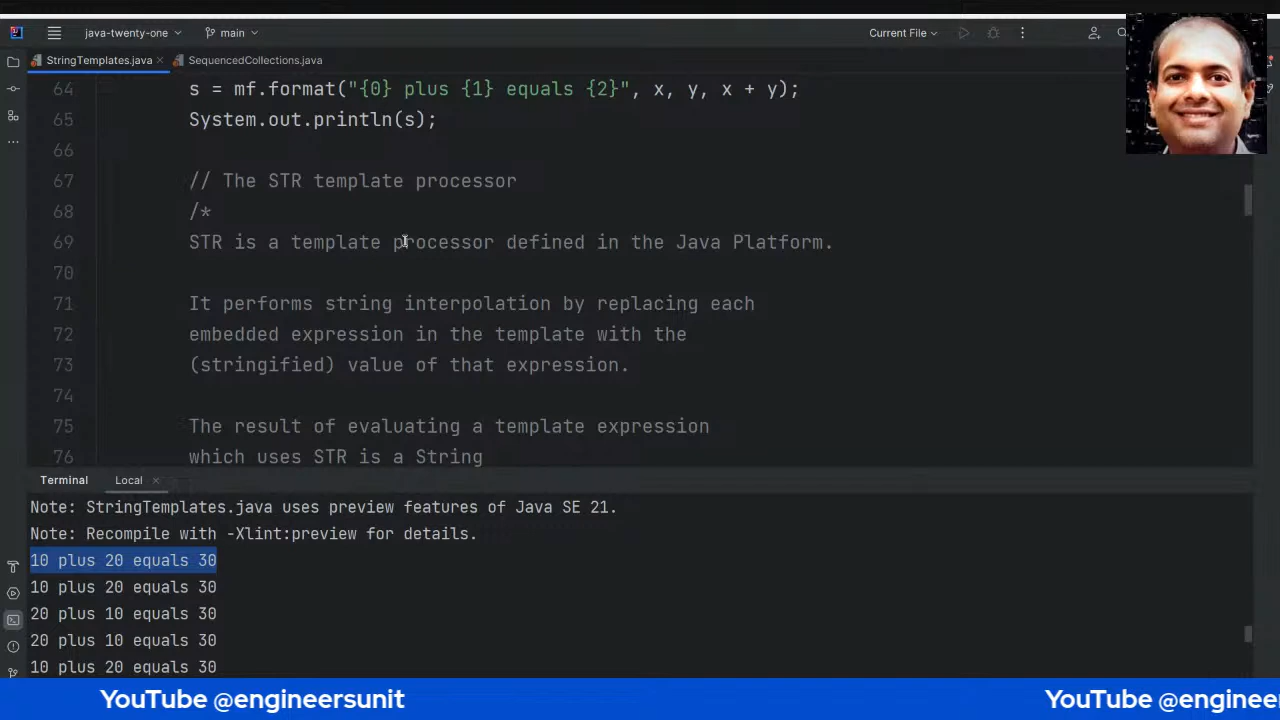 java-twenty-one
main
Current File
StringTemplates.java
SequencedCollections.java
64 s = mf.format("{0} plus {1} equals {2}", x, y, x + y);
65 System.out.println(s);
66
67 // The STR template processor
68 /*
69 STR is a template processor defined in the Java Platform.
70
71 It performs string interpolation by replacing each
72 embedded expression in the template with the
73 (stringified) value of that expression.
74
75 The result of evaluating a template expression
76 which uses STR is a String
Terminal Local
Note: StringTemplates.java uses preview features of Java SE 21.
Note: Recompile with -Xlint:preview for details.
10 plus 20 equals 30
10 plus 20 equals 30
20 plus 10 equals 30
20 plus 10 equals 30
10 plus 20 equals 30
YouTube @engineersunit YouTube @engineer